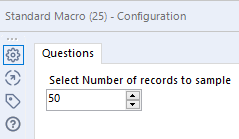 Standard Macro (25) - Configuration
Questions
Select Number of records to sample
50